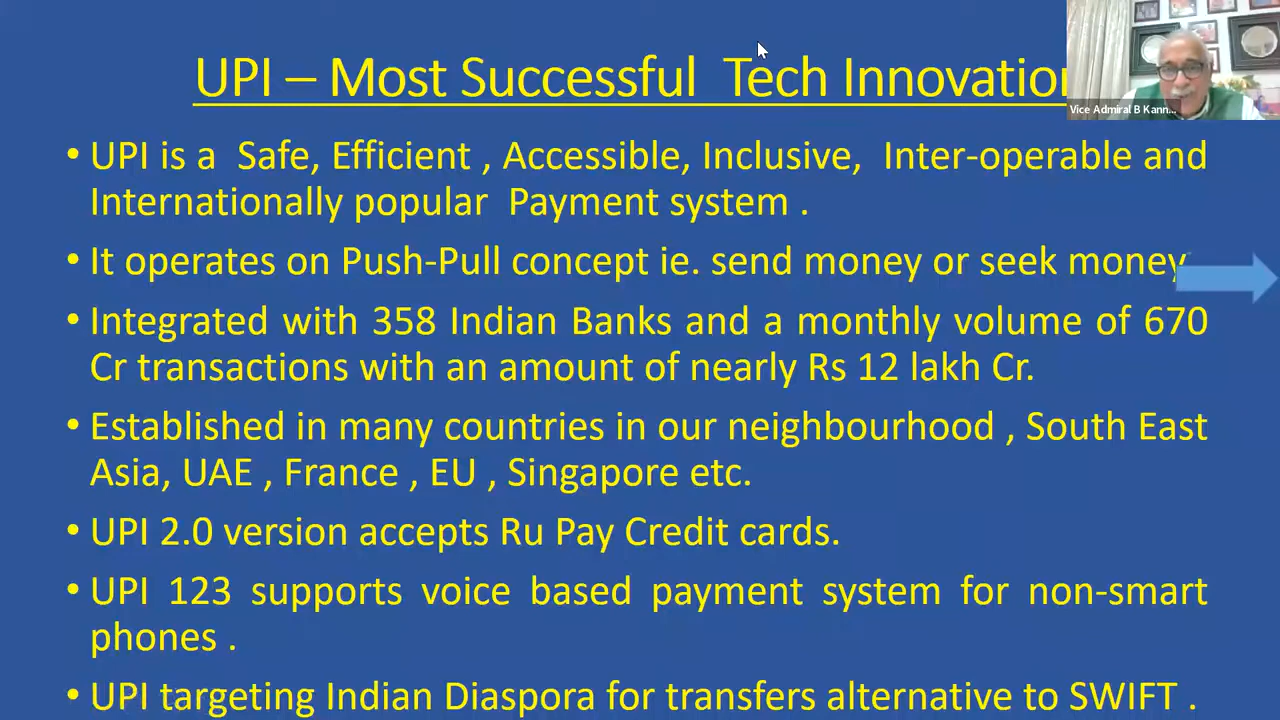 UPI – Most Successful Tech Innovation
Vice Admiral B Kann...
• UPI is a Safe, Efficient , Accessible, Inclusive, Inter-operable and
Internationally popular Payment system .
• It operates on Push-Pull concept ie. send money or seek money
• Integrated with 358 Indian Banks and a monthly volume of 670
Cr transactions with an amount of nearly Rs 12 lakh Cr.
• Established in many countries in our neighbourhood , South East
Asia, UAE , France , EU , Singapore etc.
• UPI 2.0 version accepts Ru Pay Credit cards.
• UPI 123 supports voice based payment system for non-smart
phones .
• UPI targeting Indian Diaspora for transfers alternative to SWIFT .